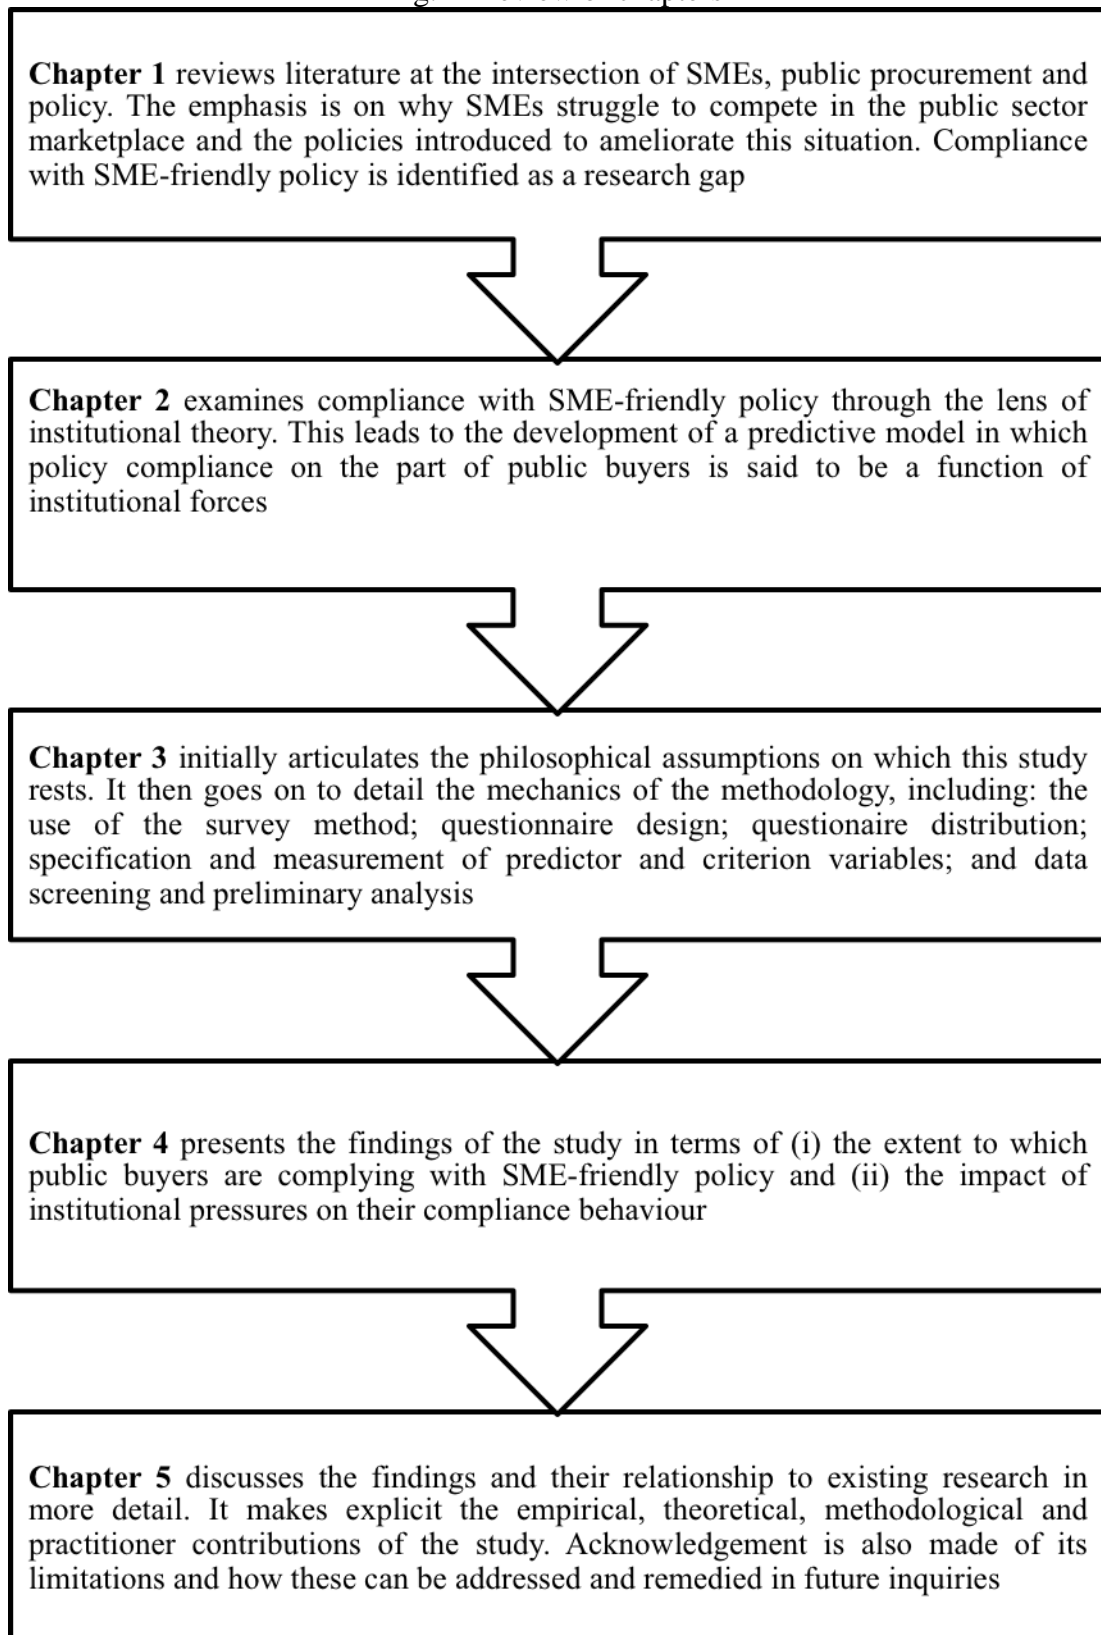 Chapter 1 reviews literature at the intersection of SMEs, public procurement and
policy. The emphasis is on why SMEs struggle to compete in the public sector
marketplace and the policies introduced to ameliorate this situation. Compliance
with SME-friendly policy is identified as a research gap
Chapter 2 examines compliance with SME-friendly policy through the lens of
institutional theory. This leads to the development of a predictive model in which
policy compliance on the part of public buyers is said to be a function of
institutional forces
Chapter 3 initially articulates the philosophical assumptions on which this study
rests. It then goes on to detail the mechanics of the methodology, including: the
use of the survey method; questionnaire design; questionaire distribution;
specification and measurement of predictor and criterion variables; and data
screening and preliminary analysis
Chapter 4 presents the findings of the study in terms of (i) the extent to which
public buyers are complying with SME-friendly policy and (ii) the impact of
institutional pressures on their compliance behaviour
Chapter 5 discusses the findings and their relationship to existing research in
more detail. It makes explicit the empirical, theoretical, methodological and
practitioner contributions of the study. Acknowledgement is also made of its
limitations and how these can be addressed and remedied in future inquiries